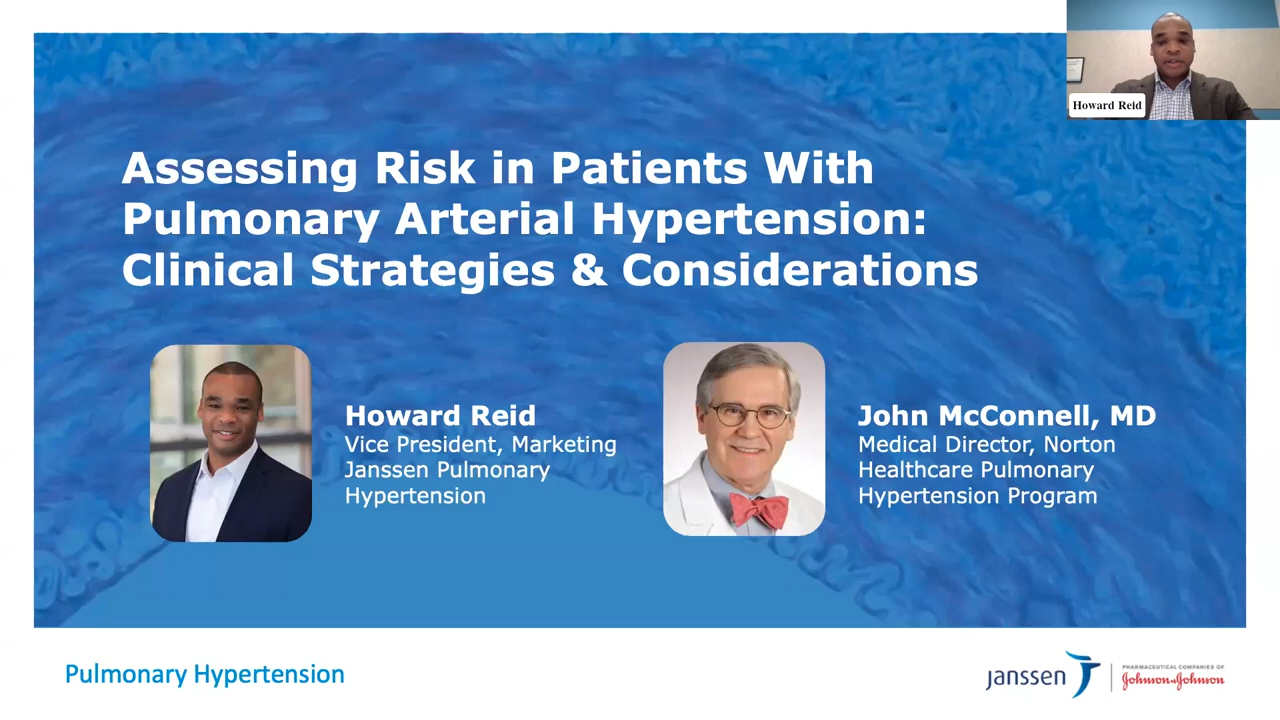 Howard Reid
Assessing Risk in Patients With
Pulmonary Arterial Hypertension:
Clinical Strategies & Considerations
Howard Reid
Vice President, Marketing
Janssen Pulmonary
Hypertension
John McConnell, MD
Medical Director, Norton
Healthcare Pulmonary
Hypertension Program
Pulmonary Hypertension
janssen
PHARMACEUTICAL COMPANIES OF
Johnson&Johnson